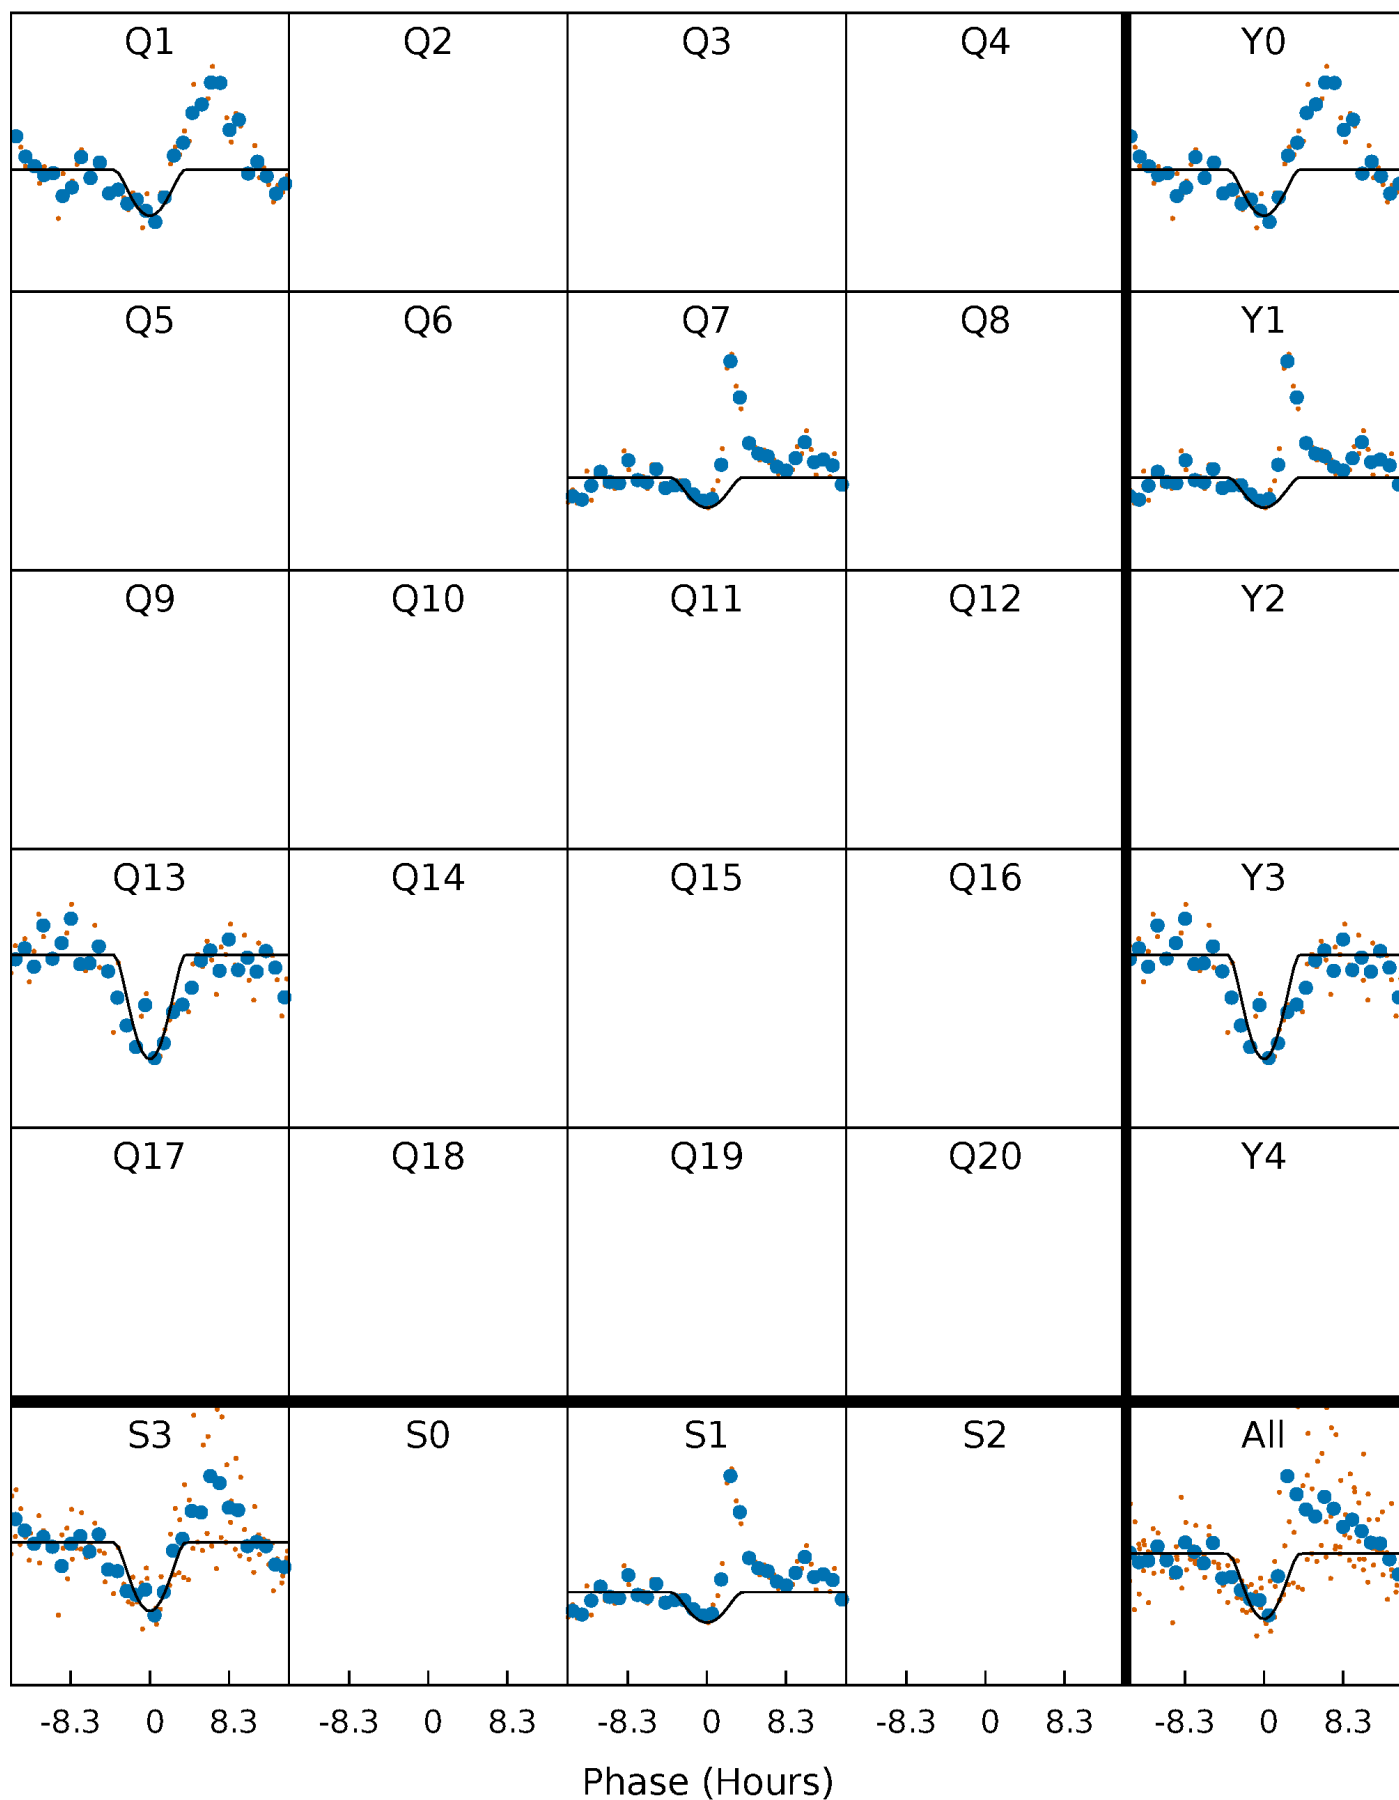 Q1 Q2 Q3 Q4 Y0
Q5 Q6 Q7 Q8 Y1
Q9 Q10 Q11 Q12 Y2
Q13 Q14 Q15 Q16 Y3
Q17 Q18 Q19 Q20 Y4
S3 S0 S1 S2 All
-8.3 0 8.3 -8.3 0 8.3 -8.3 0 8.3 -8.3 0 8.3 -8.3 0 8.3
Phase (Hours)